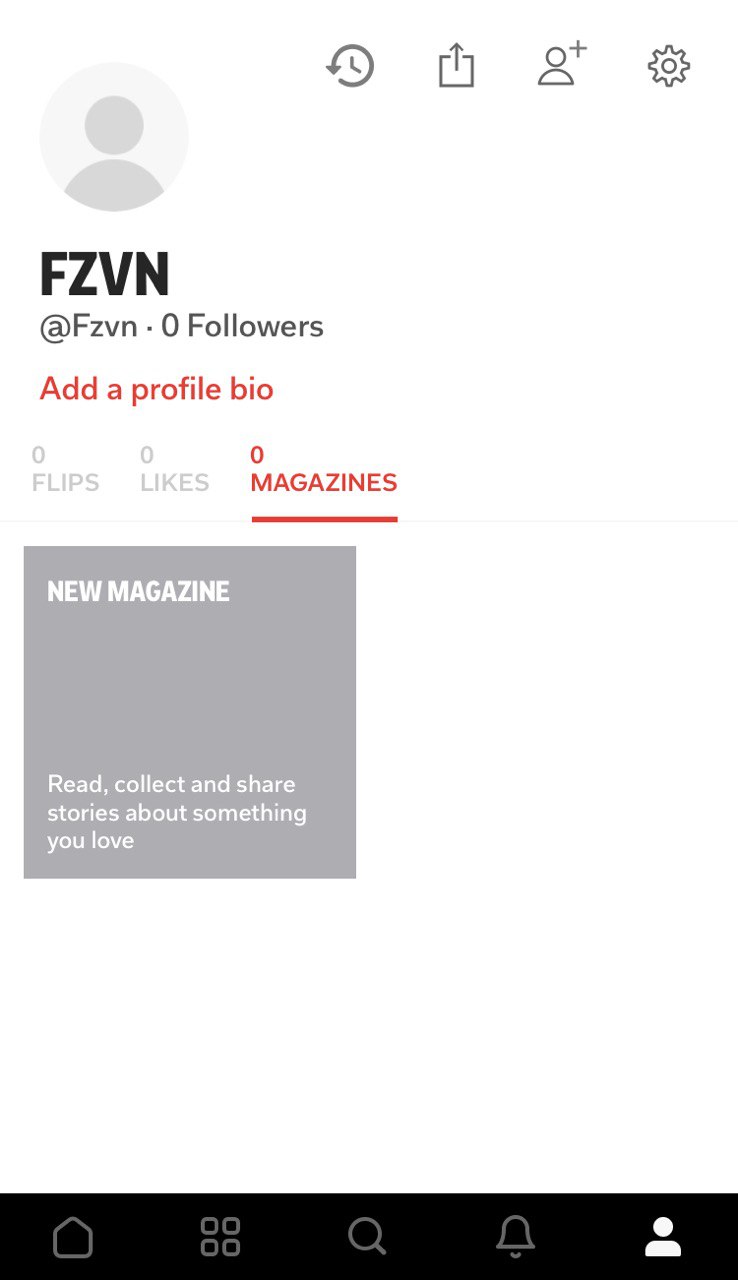 FZVN
@Fzvn · 0 Followers
Add a profile bio
0 FLIPS
0 LIKES
0 MAGAZINES
NEW MAGAZINE
Read, collect and share
stories about something
you love